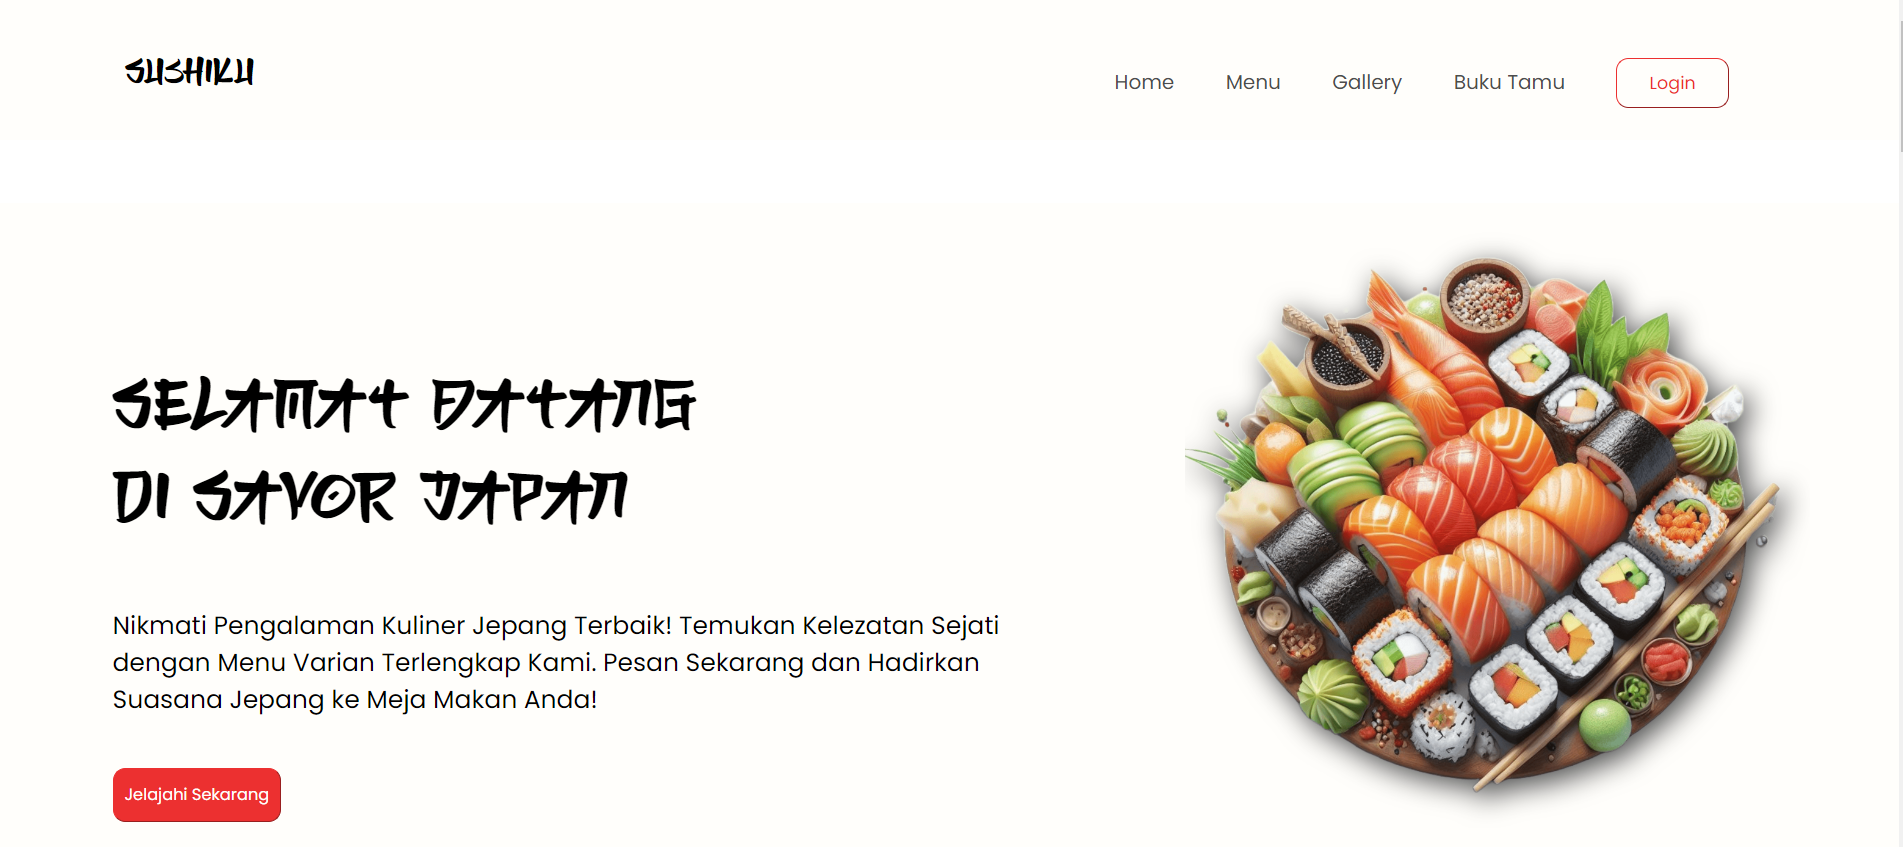 SUSHIKU
Home Menu Gallery Buku Tamu Login
SELAMAT DATANG
DI SAVOR JAPAN
Nikmati Pengalaman Kuliner Jepang Terbaik! Temukan Kelezatan Sejati
dengan Menu Varian Terlengkap Kami. Pesan Sekarang dan Hadirkan
Suasana Jepang ke Meja Makan Anda!
Jelajahi Sekarang